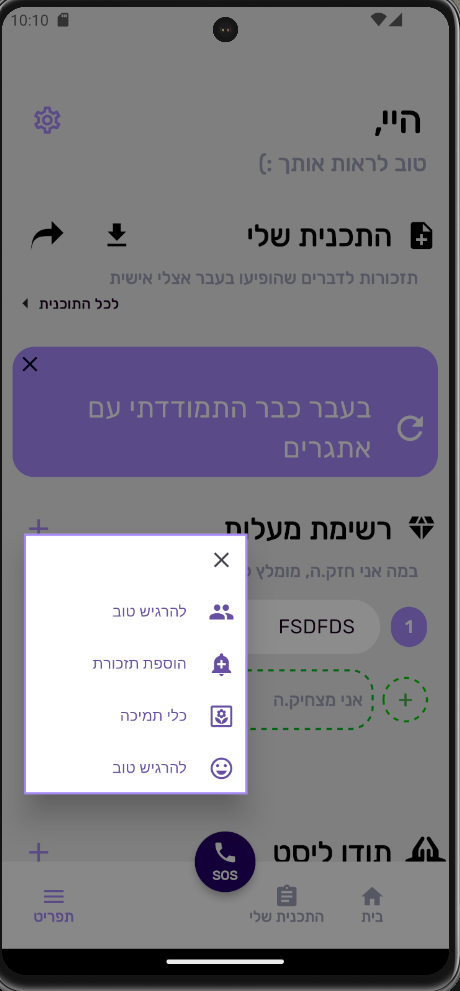 10:10
היי,
טוב לראות אותך :)
התכנית שלי
תזכורות לדברים שהופיעו בעבר אצלי אישית
לכל התוכנית
בעבר כבר התמודדתי עם
אתגרים
רשימת מעלות
במה אני חזק.ה, מומלץ
1
FSDFDS
אני מצחיק.ה
להרגיש טוב
הוספת תזכורת
כלי תמיכה
להרגיש טוב
תודו ליסט
SOS
בית
התכנית שלי
תפריט